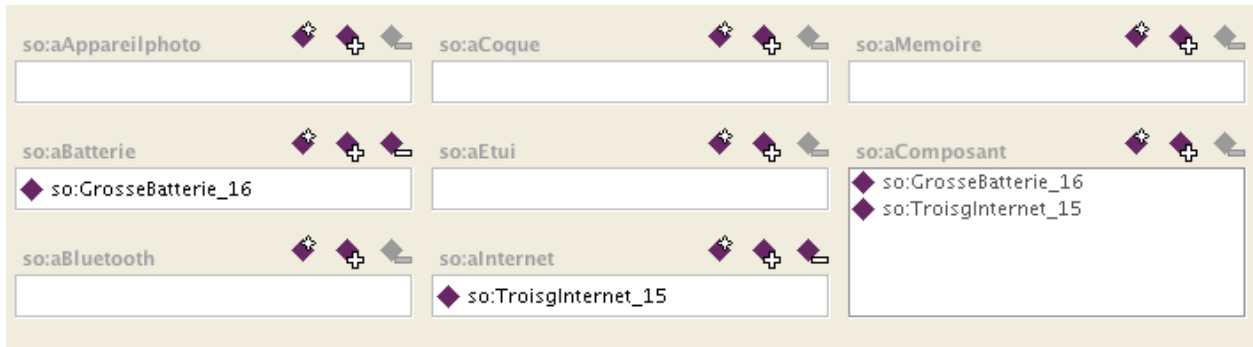 so:aAppareilphoto
so:aCoque
so:aMemoire
so:aBatterie
so:GrosseBatterie_16
so:aEtui
so:aComposant
so:GrosseBatterie_16
so:TroisgInternet_15
so:aBluetooth
so:aInternet
so:TroisgInternet_15